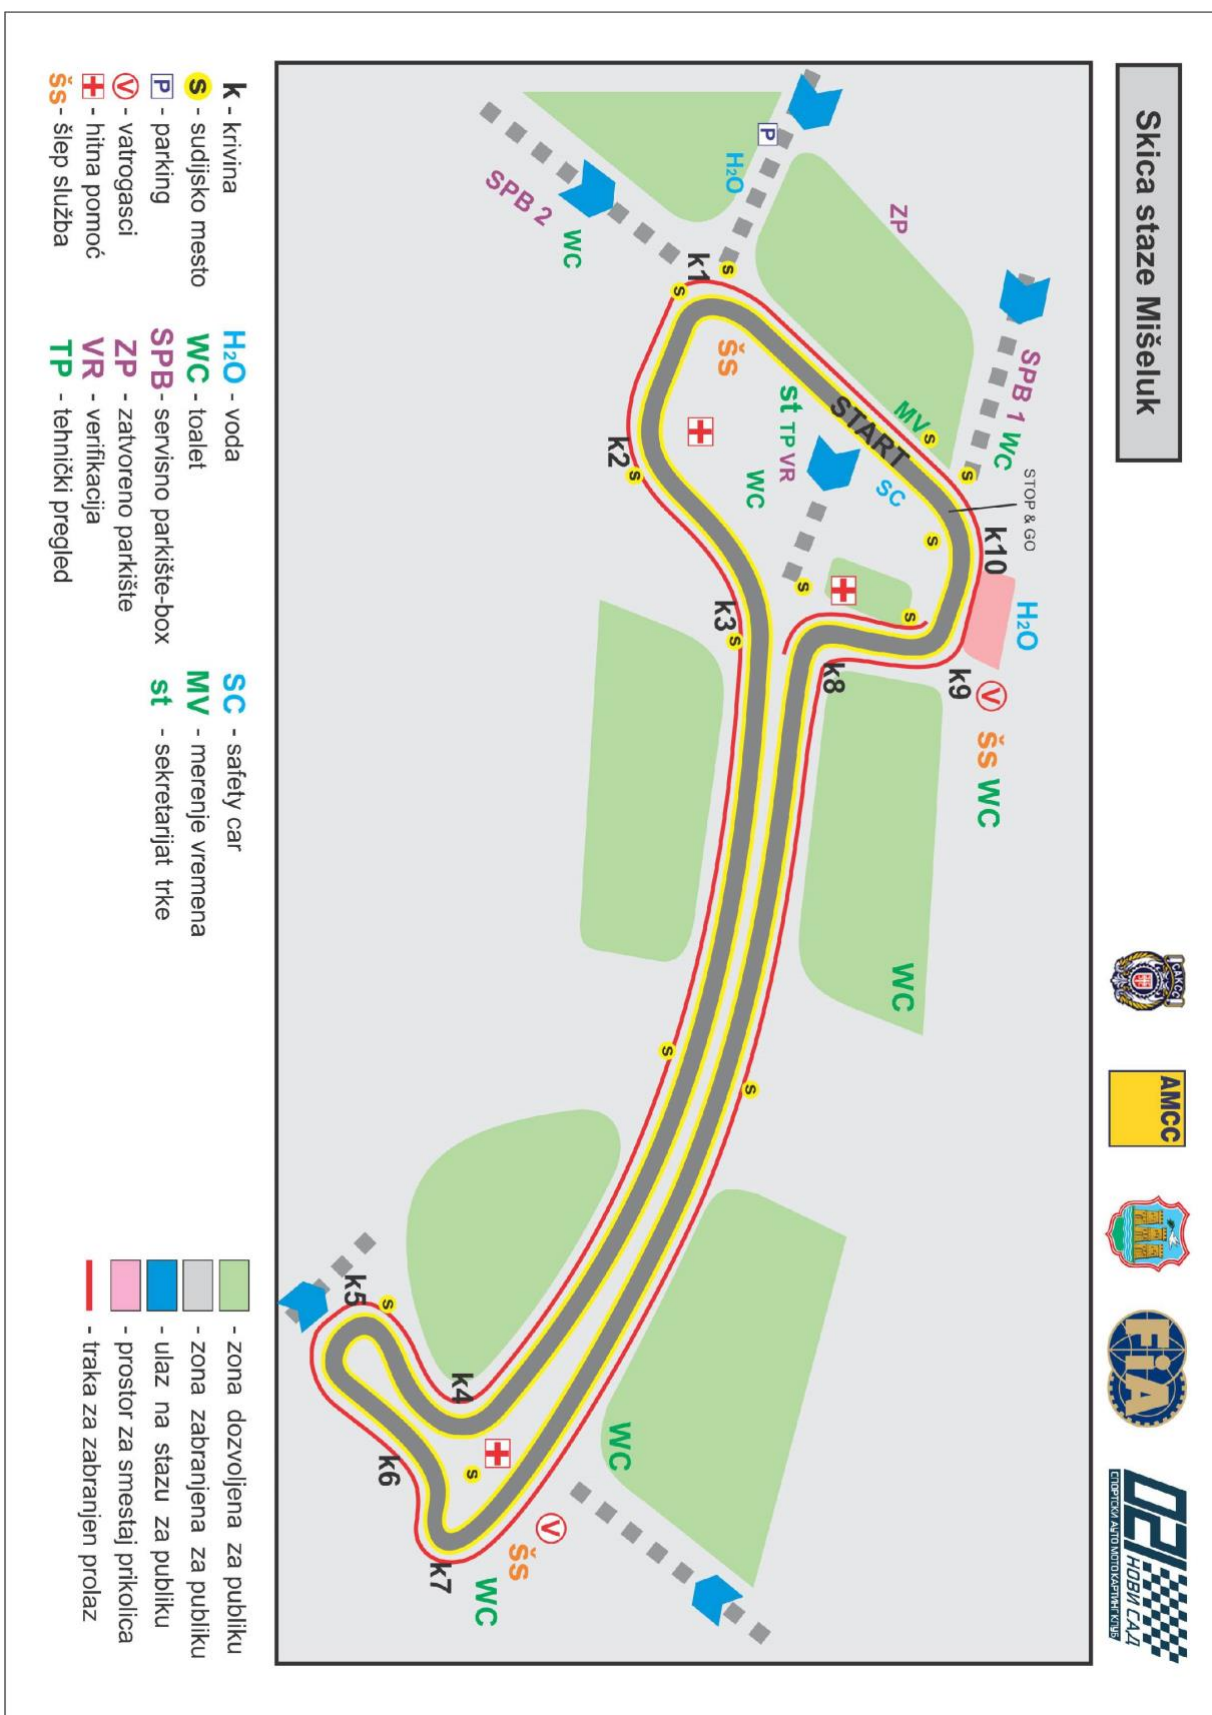 Skica staze Mišeluk
САКСС
AMCC
FiA
021
НОВИ САД
СПОРТСКИ АУТО МОТО КАРТИНГ КЛУБ
P
H₂O
ZP
SPB 2
WC
k1
s
s
SPB 1
WC
MV
s
s
START
STOP & GO
šs
st TP VR
SC
WC
k2
s
s
k10
s
s
k3
s
H₂O
k9
k8
V
šs WC
WC
s
s
k5
s
k4
WC
k6
s
V
šs
k7
WC
k - krivina
s - sudijsko mesto
P - parking
V - vatrogasci
- hitna pomoć
šs - šlep služba
H₂O - voda
WC - toalet
SPB - servisno parkište-box
ZP - zatvoreno parkište
VR - verifikacija
TP - tehnički pregled
SC - safety car
MV - merenje vremena
st - sekretarijat trke
- zona dozvoljena za publiku
- zona zabranjena za publiku
- ulaz na stazu za publiku
- prostor za smestaj prikolica
- traka za zabranjen prolaz